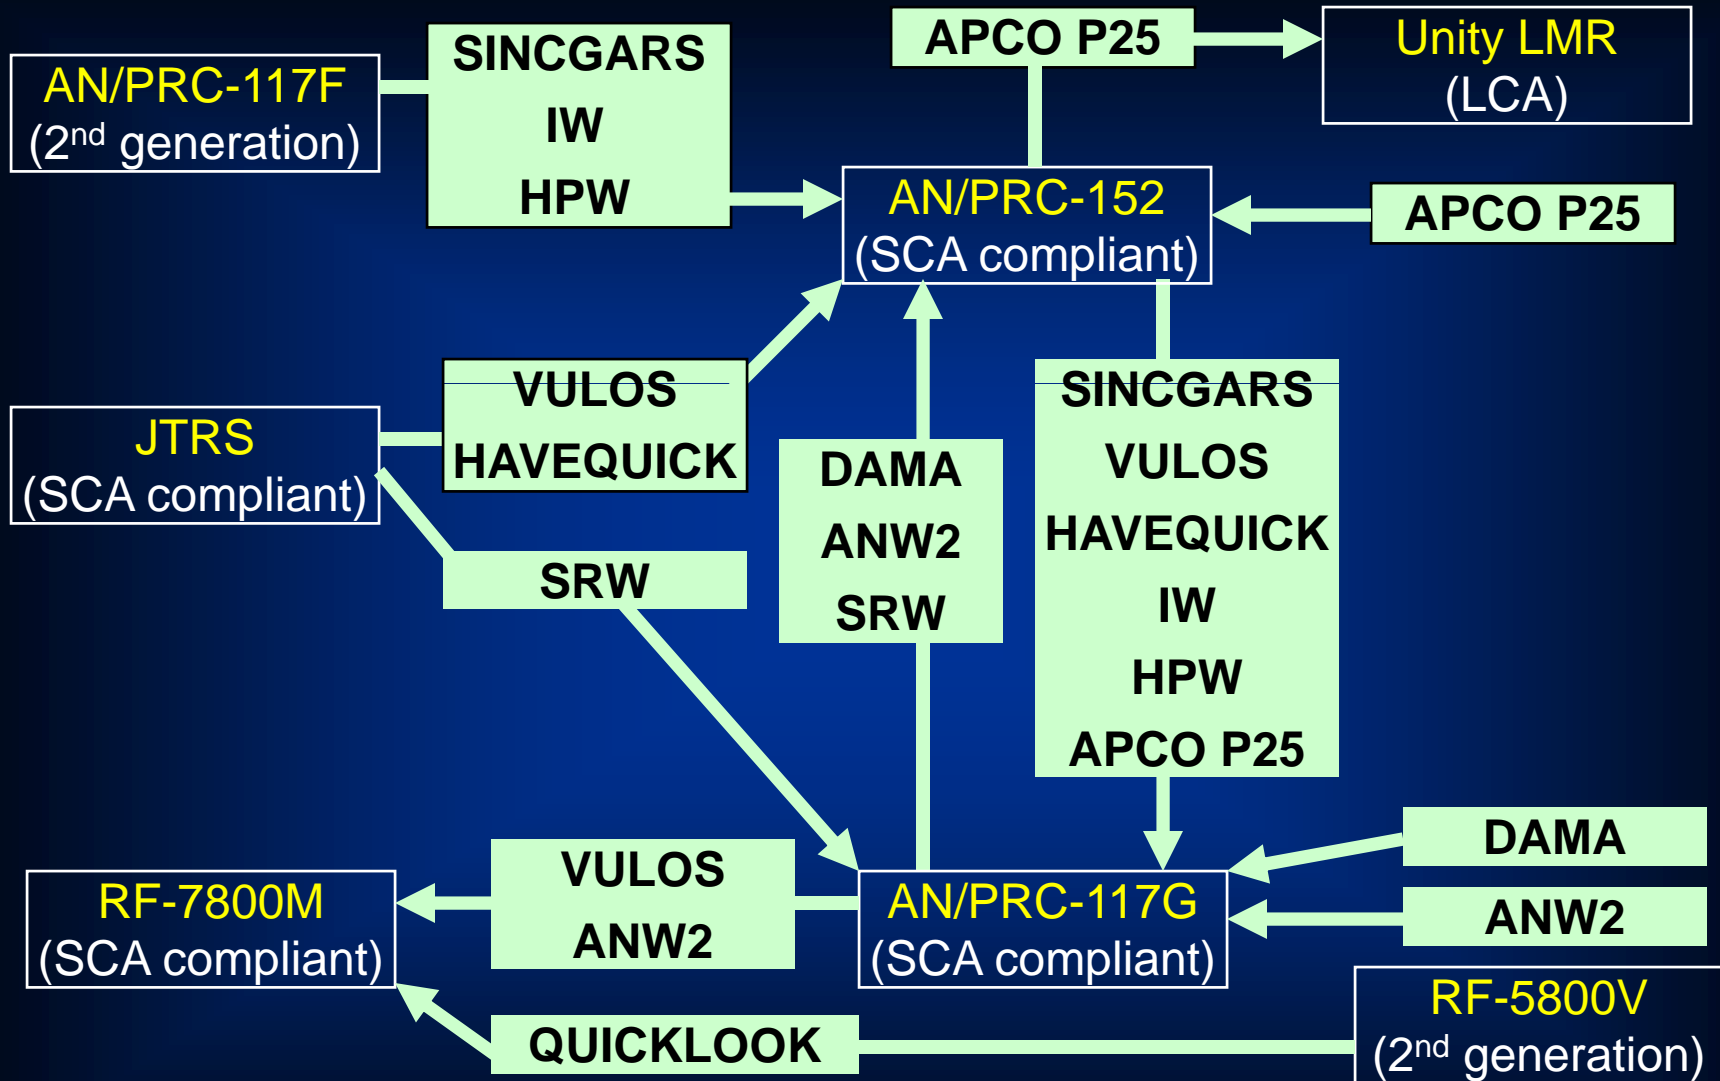 SINCGARS
IW
HPW
APCO P25
Unity LMR
(LCA)
AN/PRC-117F
(2nd generation)
AN/PRC-152
(SCA compliant)
APCO P25
VULOS
HAVEQUICK
JTRS
(SCA compliant)
SRW
DAMA
ANW2
SRW
SINCGARS
VULOS
HAVEQUICK
IW
HPW
APCO P25
RF-7800M
(SCA compliant)
VULOS
ANW2
AN/PRC-117G
(SCA compliant)
DAMA
ANW2
QUICKLOOK
RF-5800V
(2nd generation)